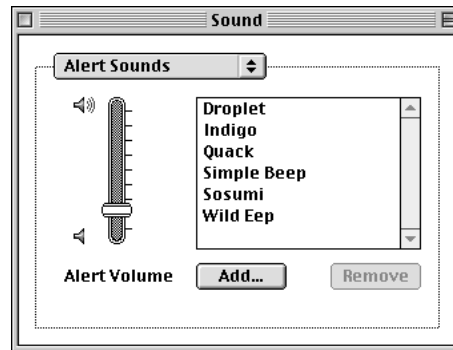 Sound
Alert Sounds
Droplet
Indigo
Quack
Simple Beep
Sosumi
Wild Eep
Alert Volume
Add...
Remove